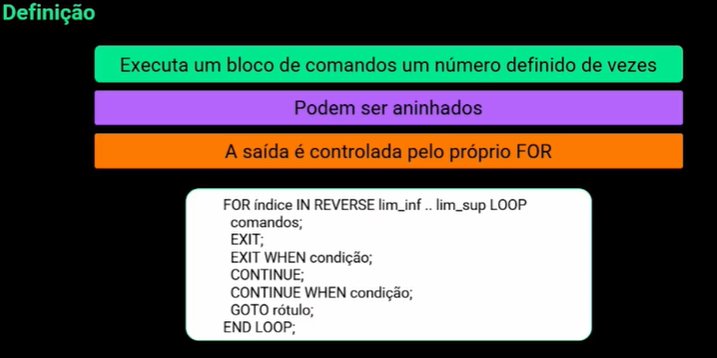 Definição
Executa um bloco de comandos um número definido de vezes
Podem ser aninhados
A saída é controlada pelo próprio FOR
FOR índice IN REVERSE lim_inf .. lim_sup LOOP
comandos;
EXIT;
EXIT WHEN condição;
CONTINUE;
CONTINUE WHEN condição;
GOTO rótulo;
END LOOP;